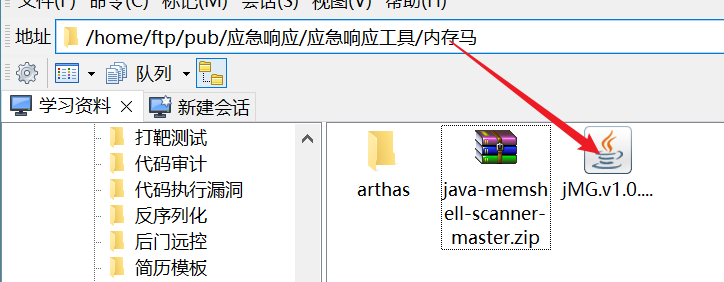 文件(F) 命令(C) 会话(S) 视图(V) 帮助(H)
地址 /home/ftp/pub/应急响应/应急响应工具/内存马
队列
学习资料 新建会话
打靶测试
代码审计
代码执行漏洞
反序列化
后门远控
简历模板
arthas
java-memsh
ell-scanner-
master.zip
jMG.v1.0....